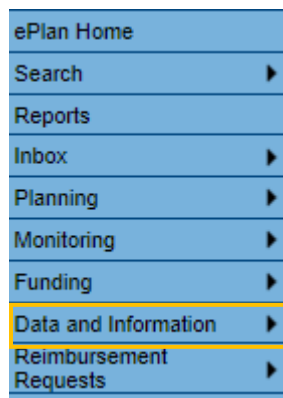 ePlan Home
Search
Reports
Inbox
Planning
Monitoring
Funding
Data and Information
Reimbursement
Requests